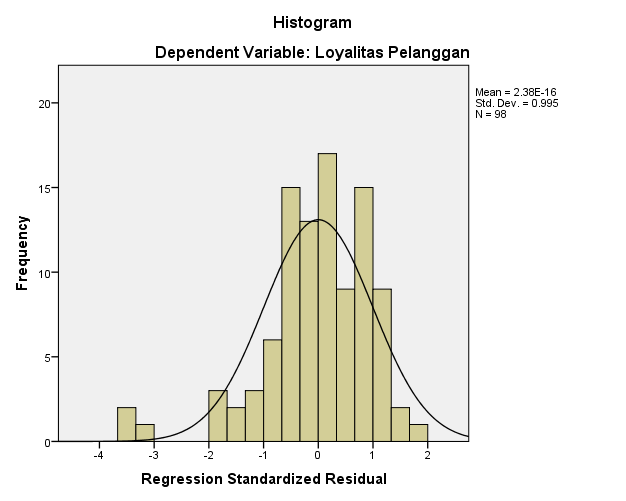 Histogram
Dependent Variable: Loyalitas Pelanggan
Mean = 2.38E-16
Std. Dev. = 0.995
N = 98
Frequency
20
15
10
5
0
-4 -3 -2 -1 0 1 2
Regression Standardized Residual